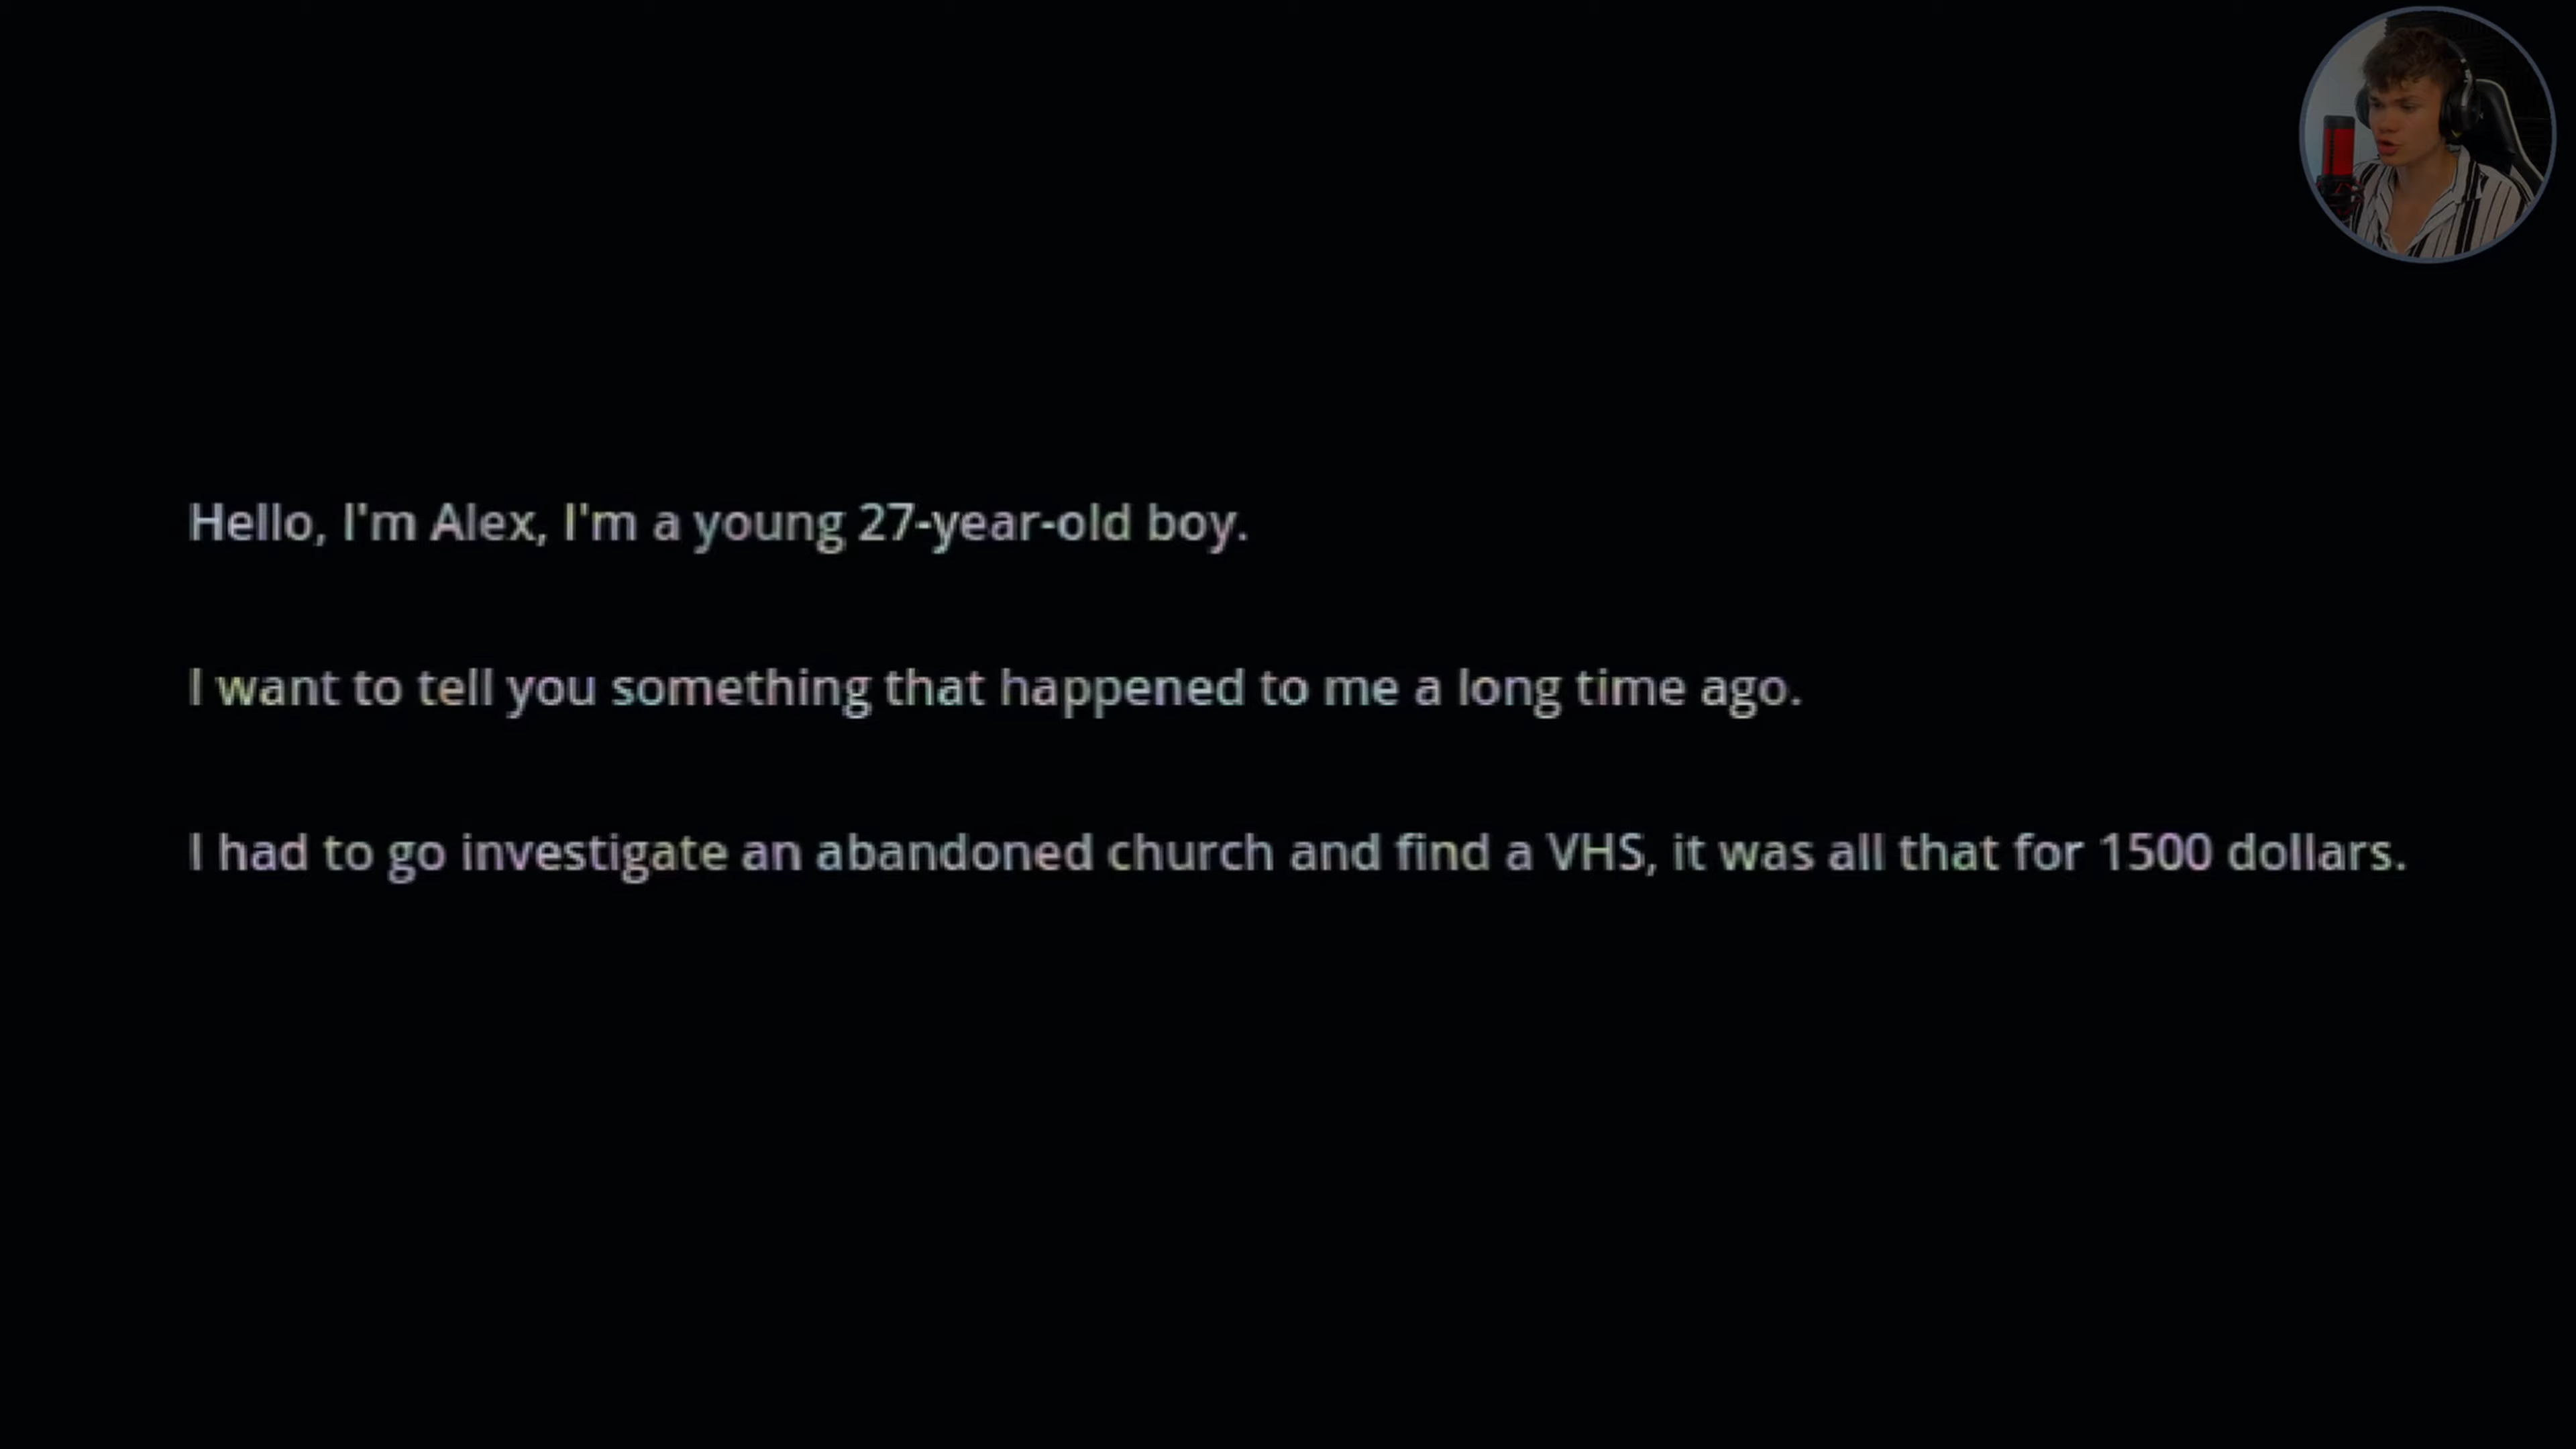 Hello, I'm Alex, I'm a young 27-year-old boy.
I want to tell you something that happened to me a long time ago.
I had to go investigate an abandoned church and find a VHS, it was all that for 1500 dollars.